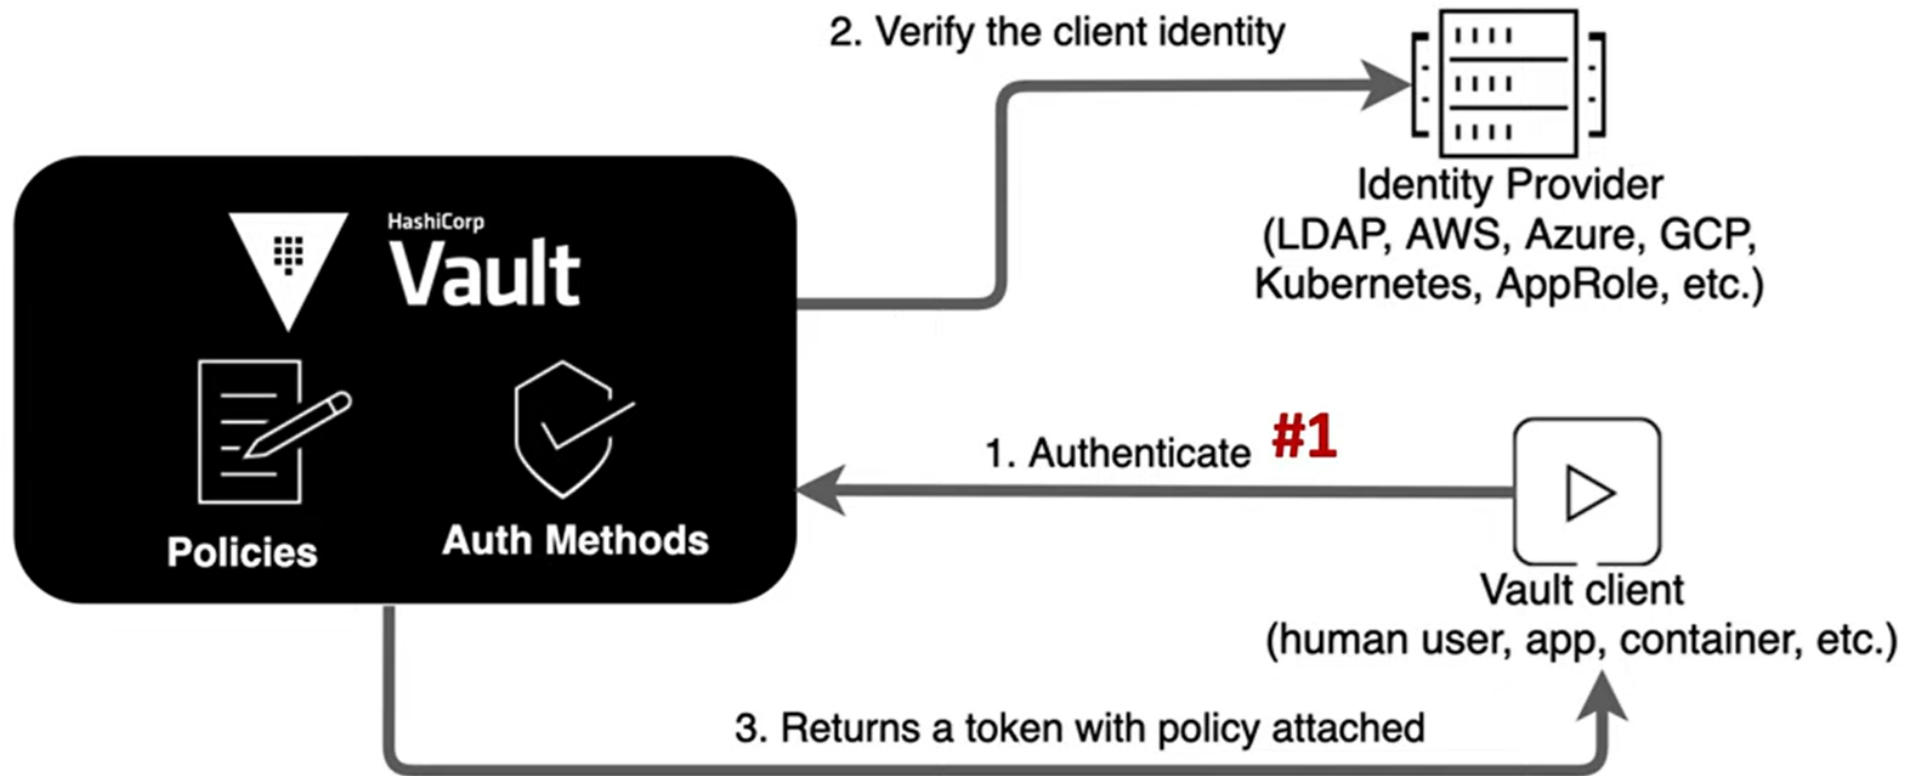 2. Verify the client identity
Identity Provider
(LDAP, AWS, Azure, GCP,
Kubernetes, AppRole, etc.)
HashiCorp
Vault
Policies
Auth Methods
1. Authenticate #1
Vault client
(human user, app, container, etc.)
3. Returns a token with policy attached